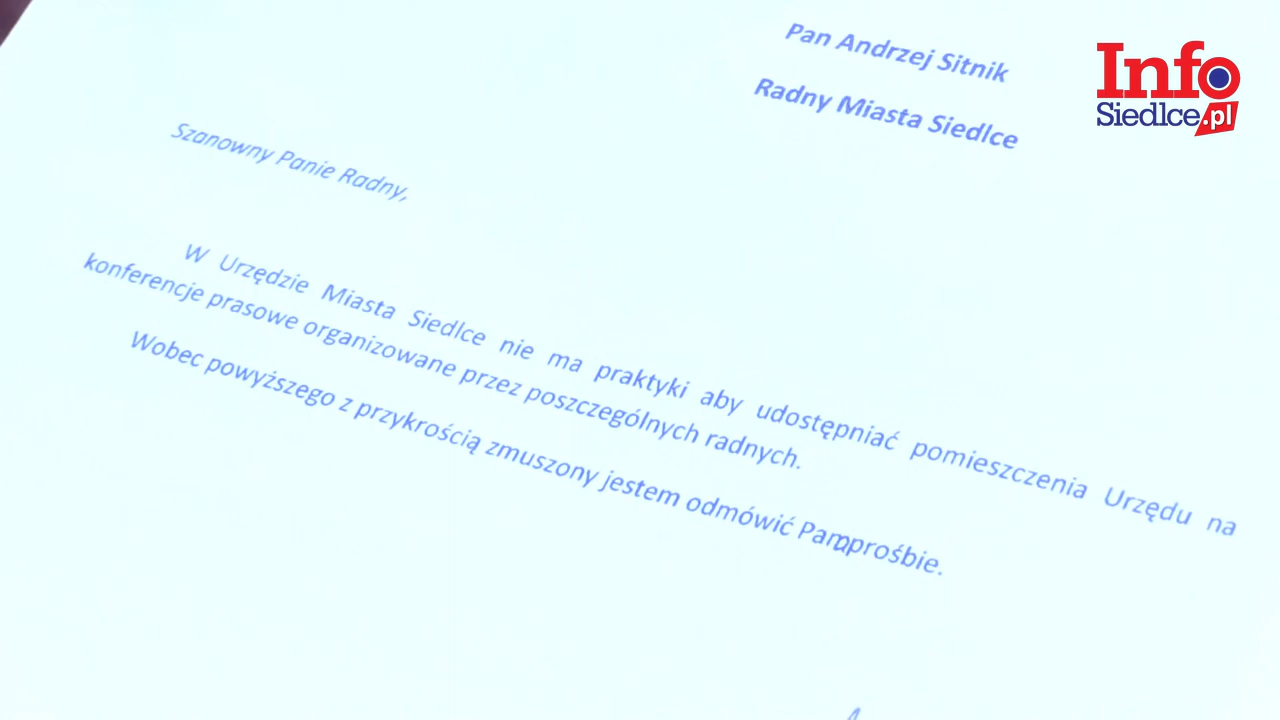 Pan Andrzej Sitnik
Radny Miasta Siedlce
Info
Siedlce.pl
Szanowny Panie Radny,
W Urzędzie Miasta Siedlce nie ma praktyki aby udostępniać pomieszczenia Urzędu na
konferencje prasowe organizowane przez poszczególnych radnych.
Wobec powyższego z przykrością zmuszony jestem odmówić prośbie.